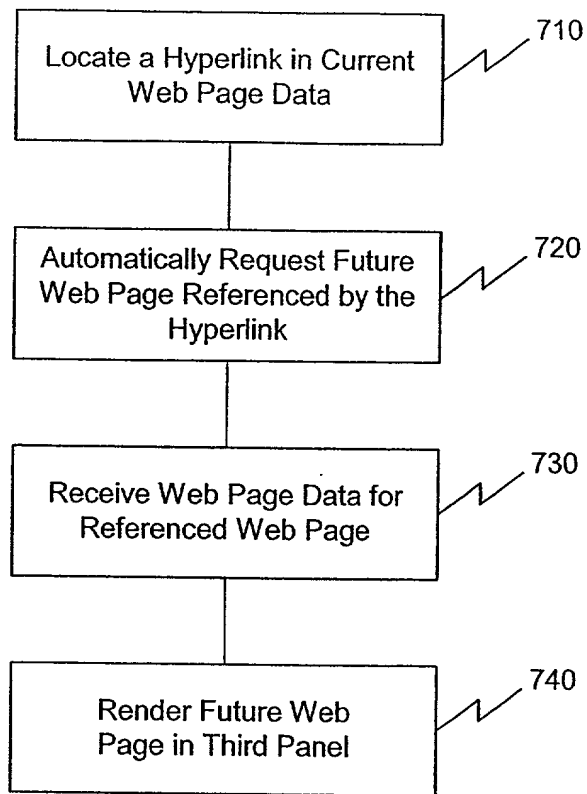 710
Locate a Hyperlink in Current
Web Page Data
720
Automatically Request Future
Web Page Referenced by the
Hyperlink
730
Receive Web Page Data for
Referenced Web Page
740
Render Future Web
Page in Third Panel